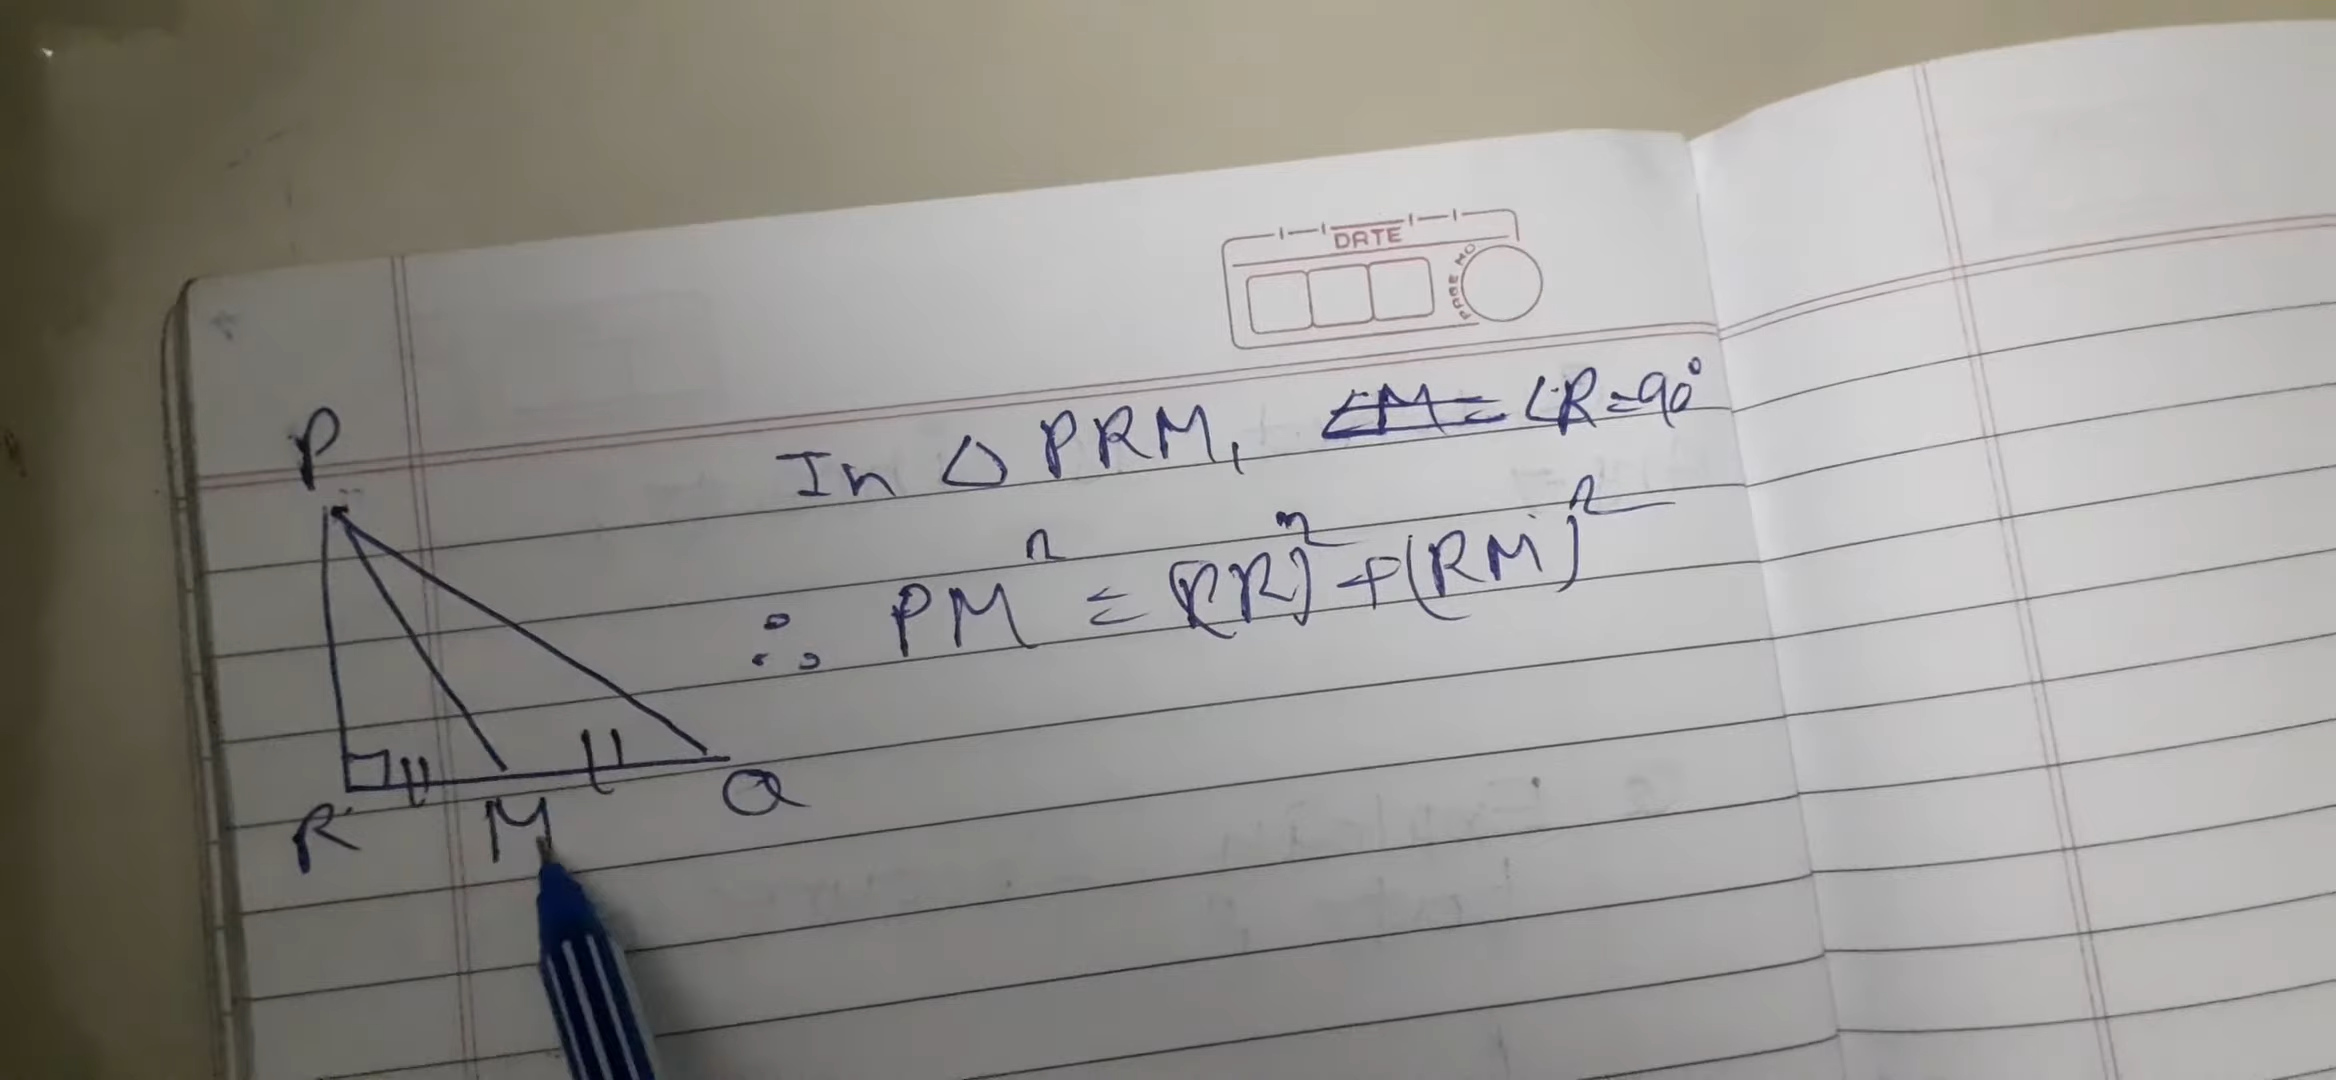 DATE
PAGE NO
In △ PRM, ∠M = ∠R = 90°
∴ PM² = (PR)² + (RM)²
P
R M Q